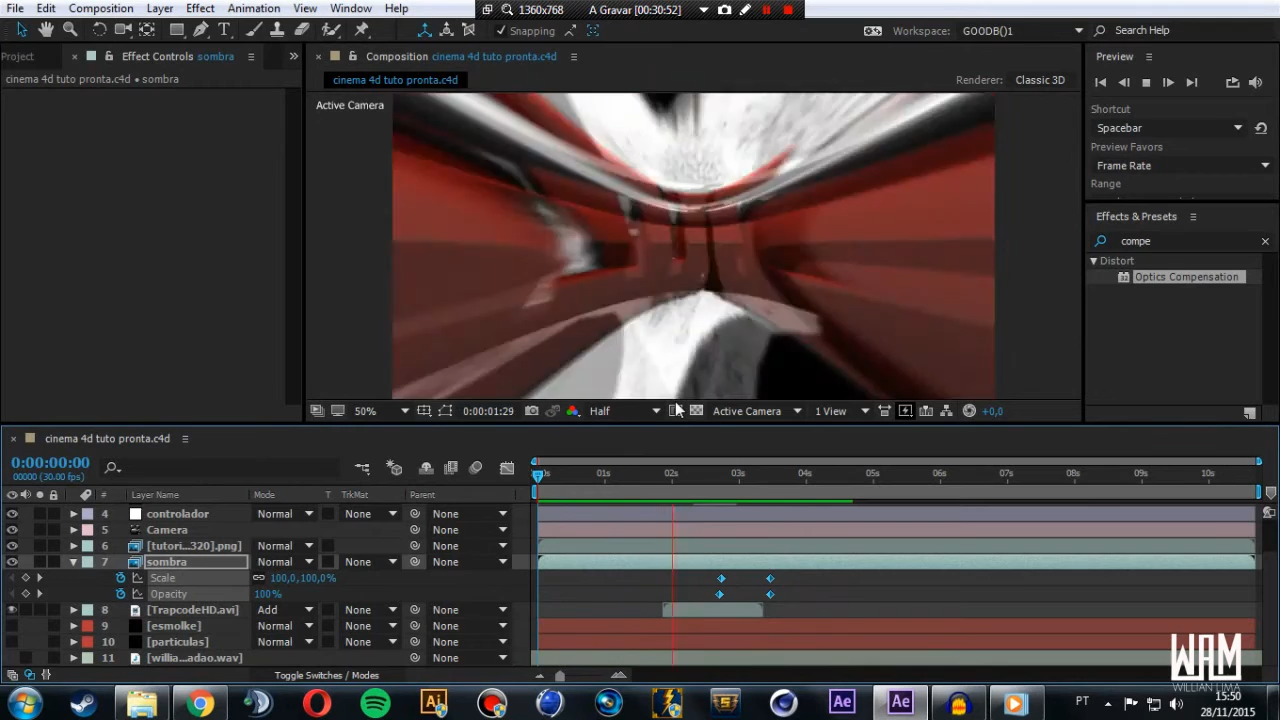 File Edit Composition Layer Effect Animation View Window Help
1360x768 A Gravar [00:30:52]
Snapping Workspace: GOODB()1 Search Help
Project Effect Controls sombra Composition cinema 4d tuto pronta.c4d Preview
cinema 4d tuto pronta.c4d • sombra cinema 4d tuto pronta.c4d Renderer: Classic 3D
Active Camera
Shortcut
Spacebar
Preview Favors
Frame Rate
Range
Effects & Presets
compe
Distort
Optics Compensation
50% 0:00:01:29 Half Active Camera 1 View +0,0
cinema 4d tuto pronta.c4d
0:00:00:00
00000 (30.00 fps)
01s 02s 03s 04s 05s 06s 07s 08s 09s 10s
# Layer Name Mode T TrkMat Parent
4 controlador Normal None None
5 Camera None
6 [tutori...320].png] Normal None None
7 sombra Normal None None
Scale 100,0,100,0%
Opacity 100%
8 [TrapcodeHD.avi] Add None None
9 [esmolke] Normal None None
10 [particulas] Normal None None
11 [willia...adao.wav] None
Toggle Switches / Modes
WAM
WILLIAN LIMA
Ai Ae Ae PT 15:50
28/11/2015